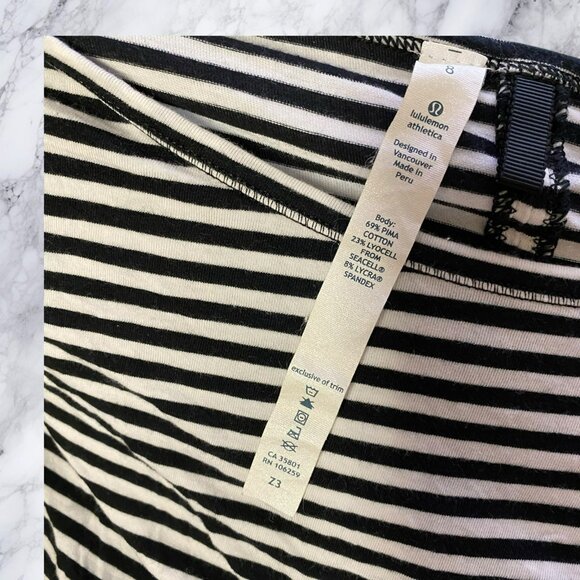 8
lululemon
athletica
Designed in
Vancouver
Made in
Peru
Body:
69% PIMA
COTTON
23% LYOCELL
FROM
SEACELL®
8% LYCRA®
SPANDEX
exclusive of trim
CA 35801
RN 106259
Z3